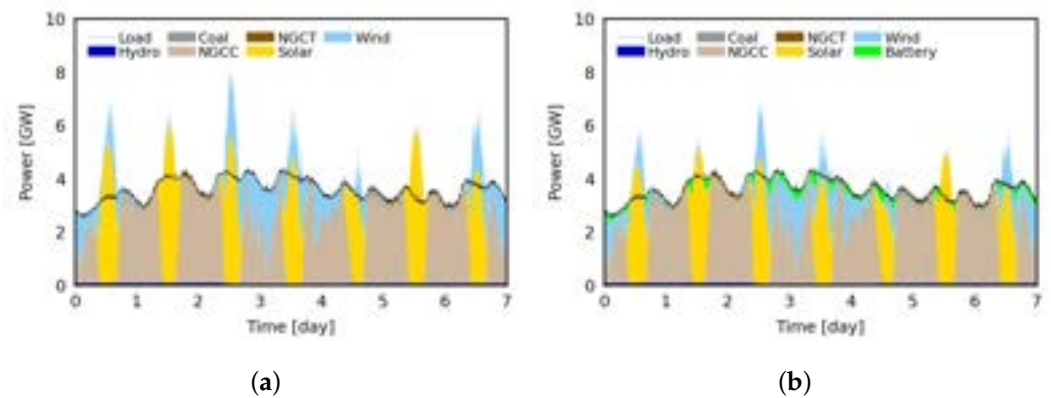 10
8
6
4
2
0
Power [GW]
Load Coal NGCT Wind
Hydro NGCC Solar
0 1 2 3 4 5 6 7
Time [day]
(a)
10
8
6
4
2
0
Power [GW]
Load Coal NGCT Wind
Hydro NGCC Solar Battery
0 1 2 3 4 5 6 7
Time [day]
(b)